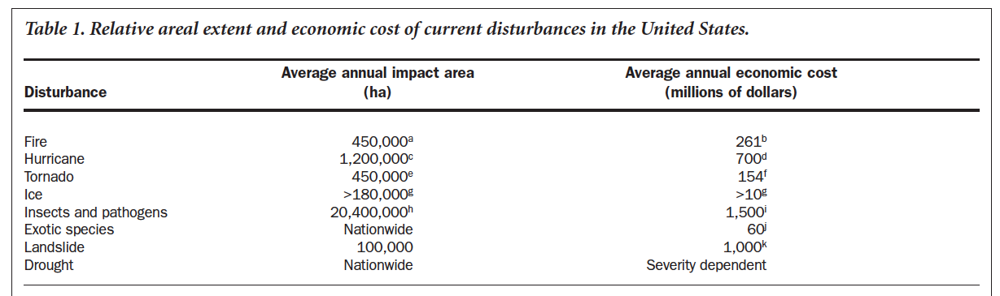 Table 1. Relative areal extent and economic cost of current disturbances in the United States.
Average annual impact area Average annual economic cost
Disturbance (ha) (millions of dollars)
Fire 450,000a 261b
Hurricane 1,200,000c 700d
Tornado 450,000e 154f
Ice >180,000g >10g
Insects and pathogens 20,400,000h 1,500i
Exotic species Nationwide 60j
Landslide 100,000 1,000k
Drought Nationwide Severity dependent